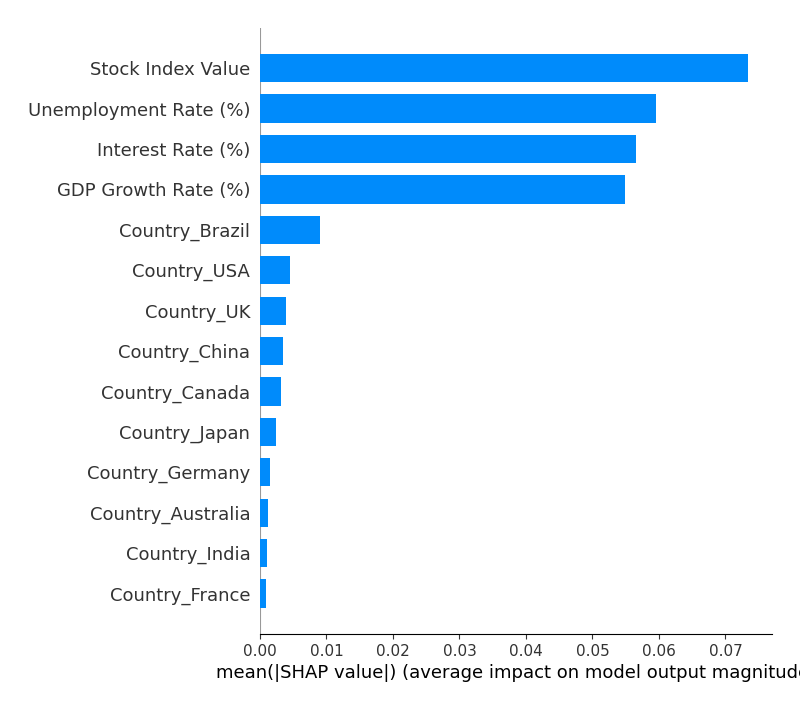 Stock Index Value
Unemployment Rate (%)
Interest Rate (%)
GDP Growth Rate (%)
Country_Brazil
Country_USA
Country_UK
Country_China
Country_Canada
Country_Japan
Country_Germany
Country_Australia
Country_India
Country_France
0.00 0.01 0.02 0.03 0.04 0.05 0.06 0.07
mean(|SHAP value|) (average impact on model output magnitud